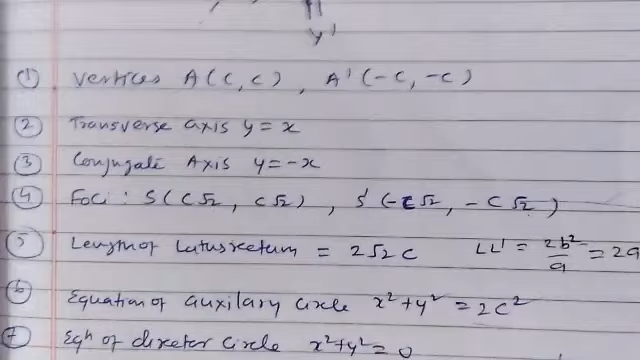 y'
① Vertices A(c, c), A'(-c, -c)
② Transverse axis y = x
③ Conjugate Axis y = -x
④ Foci : S(c√2, c√2), S'(-c√2, -c√2)
⑤ Length of Latusrectum = 2√2 c LL' = 2b²/a = 2a
⑥ Equation of auxilary circle x² + y² = 2c²
⑦ Eqn of director circle x² + y² = 0